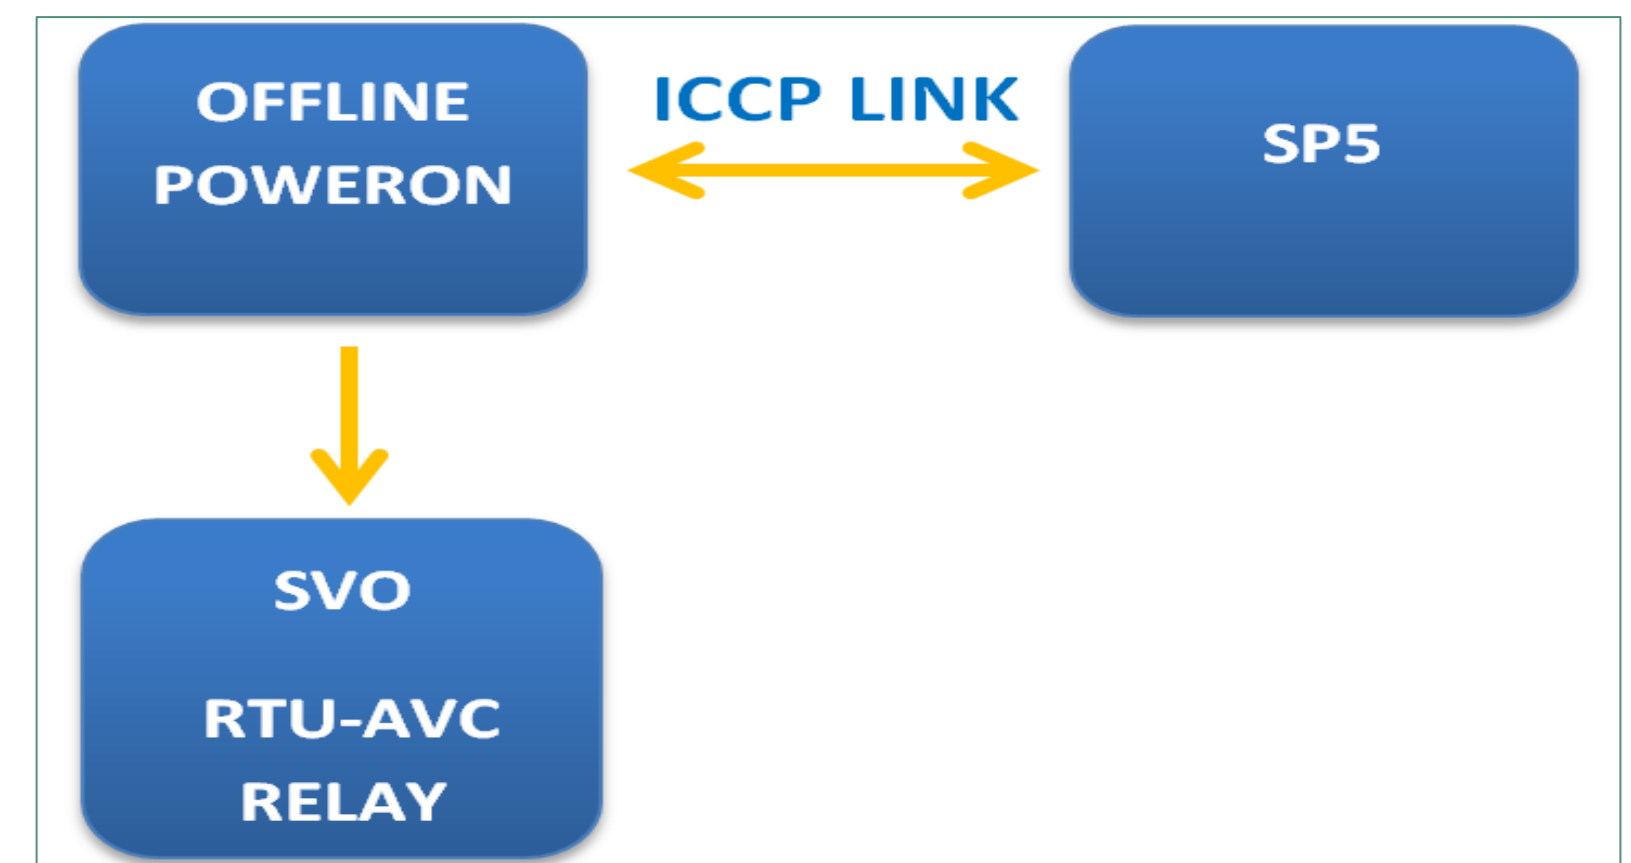 OFFLINE
POWERON
ICCP LINK
SP5
SVO
RTU-AVC
RELAY